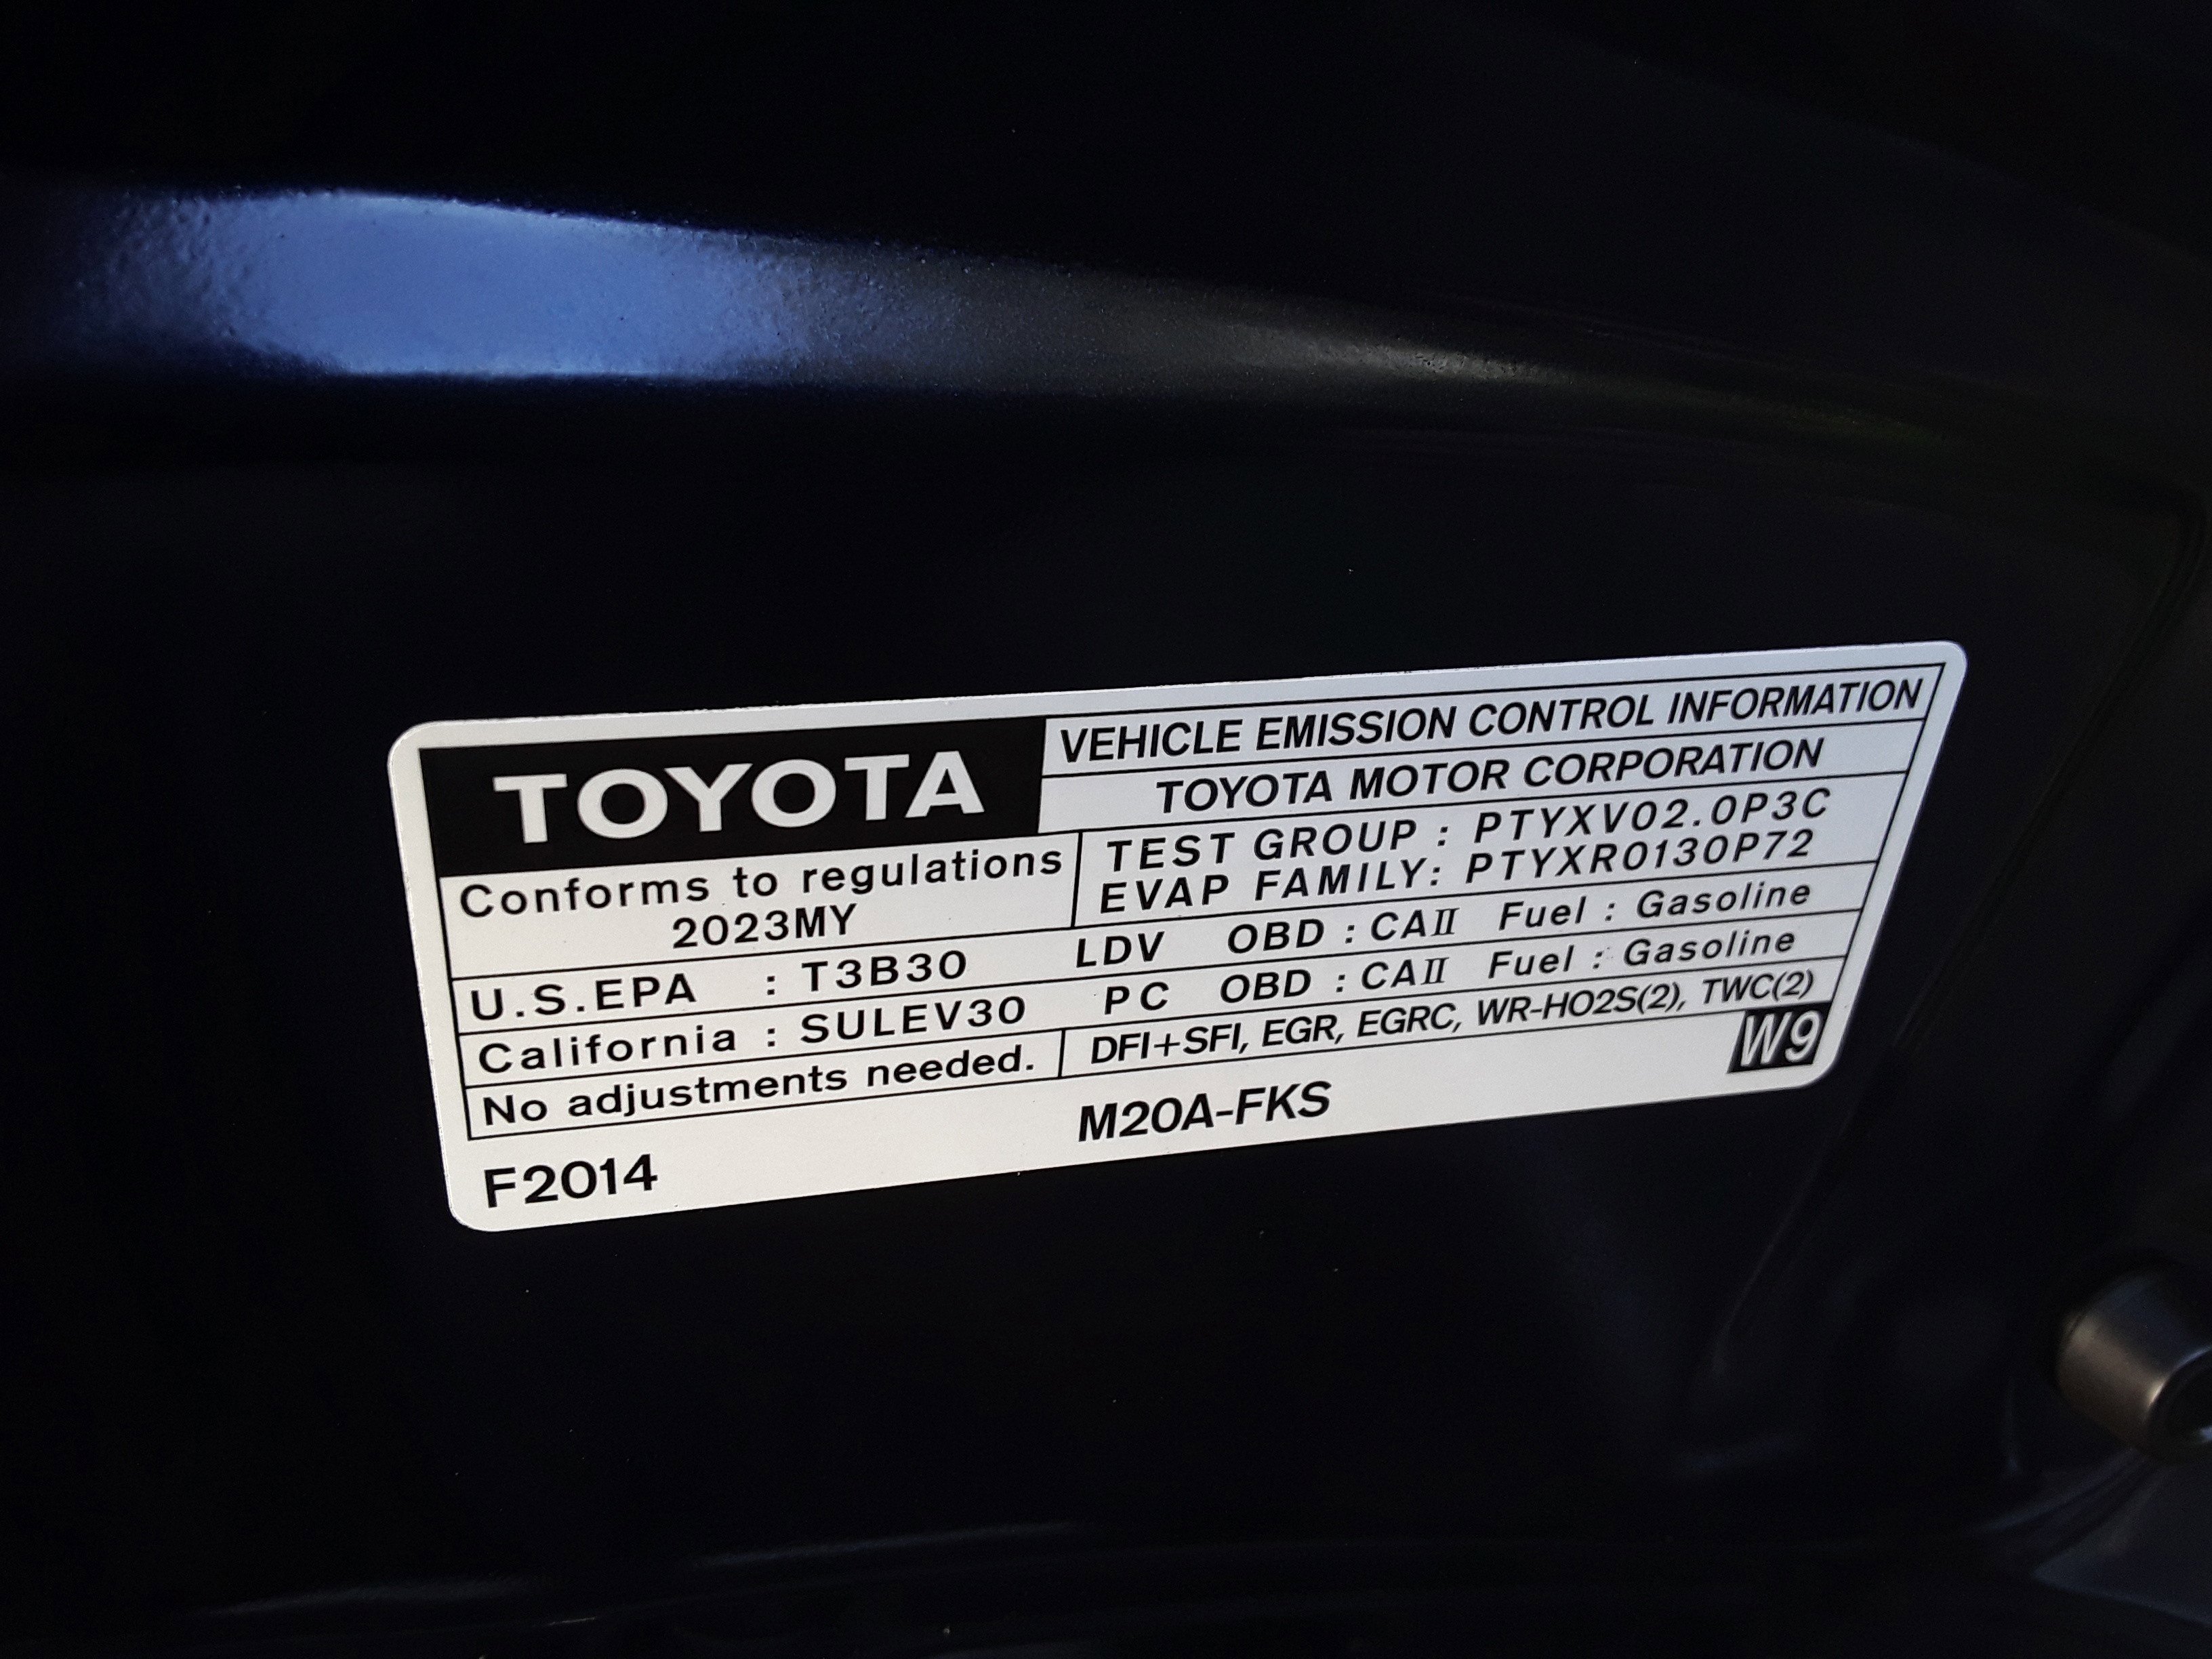 TOYOTA
VEHICLE EMISSION CONTROL INFORMATION
TOYOTA MOTOR CORPORATION
Conforms to regulations
2023MY
TEST GROUP : PTYXV02.0P3C
EVAP FAMILY: PTYXR0130P72
U.S.EPA : T3B30 LDV OBD : CAⅡ Fuel : Gasoline
California : SULEV30 PC OBD : CAⅡ Fuel : Gasoline
No adjustments needed. DFI+SFI, EGR, EGRC, WR-HO2S(2), TWC(2)
W9
F2014 M20A-FKS